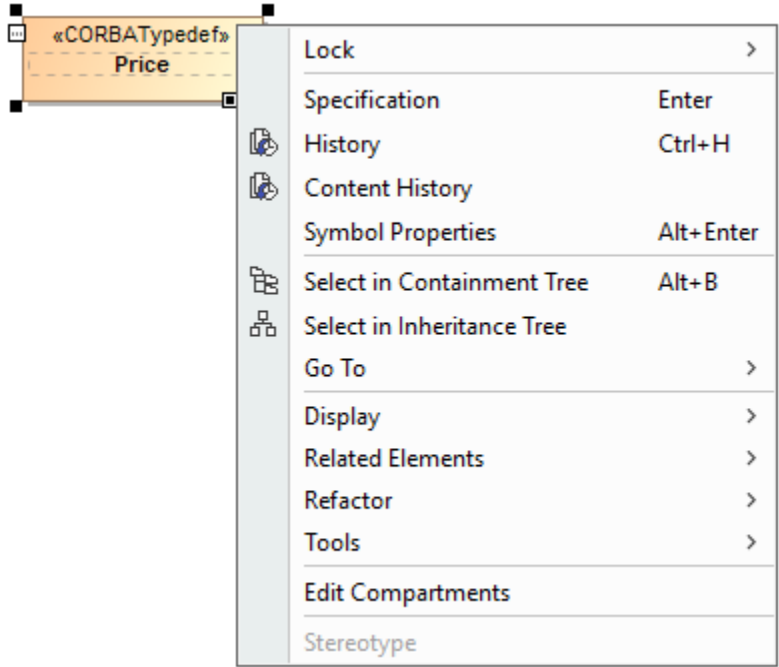 «CORBATypedef»
Price
Lock
Specification Enter
History Ctrl+H
Content History
Symbol Properties Alt+Enter
Select in Containment Tree Alt+B
Select in Inheritance Tree
Go To
Display
Related Elements
Refactor
Tools
Edit Compartments
Stereotype